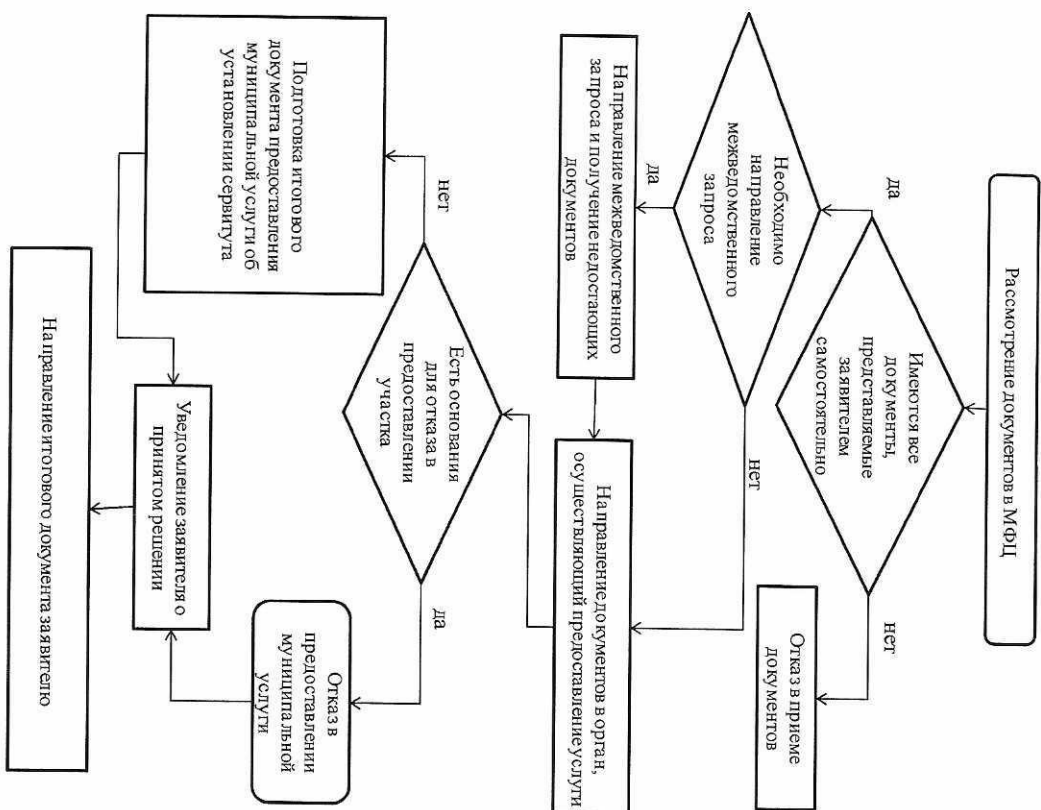 Рассмотрение документов в МФЦ
Имеются все
документы,
представляемые
заявителем
самостоятельно
да
нет
Отказ в приеме
документов
Необходимо
направление
межведомственного
запроса
да
нет
Направление межведомственного
запроса и получение недостающих
документов
Направление документов в орган,
осуществляющий предоставление услуги
Есть основания
для отказа в
предоставлении
участка
нет
да
Подготовка итогового
документа предоставления
муниципальной услуги об
установлении сервитута
Отказ в
предоставлении
муниципальной
услуги
Уведомление заявителя о
принятом решении
Направление итогового документа заявителю